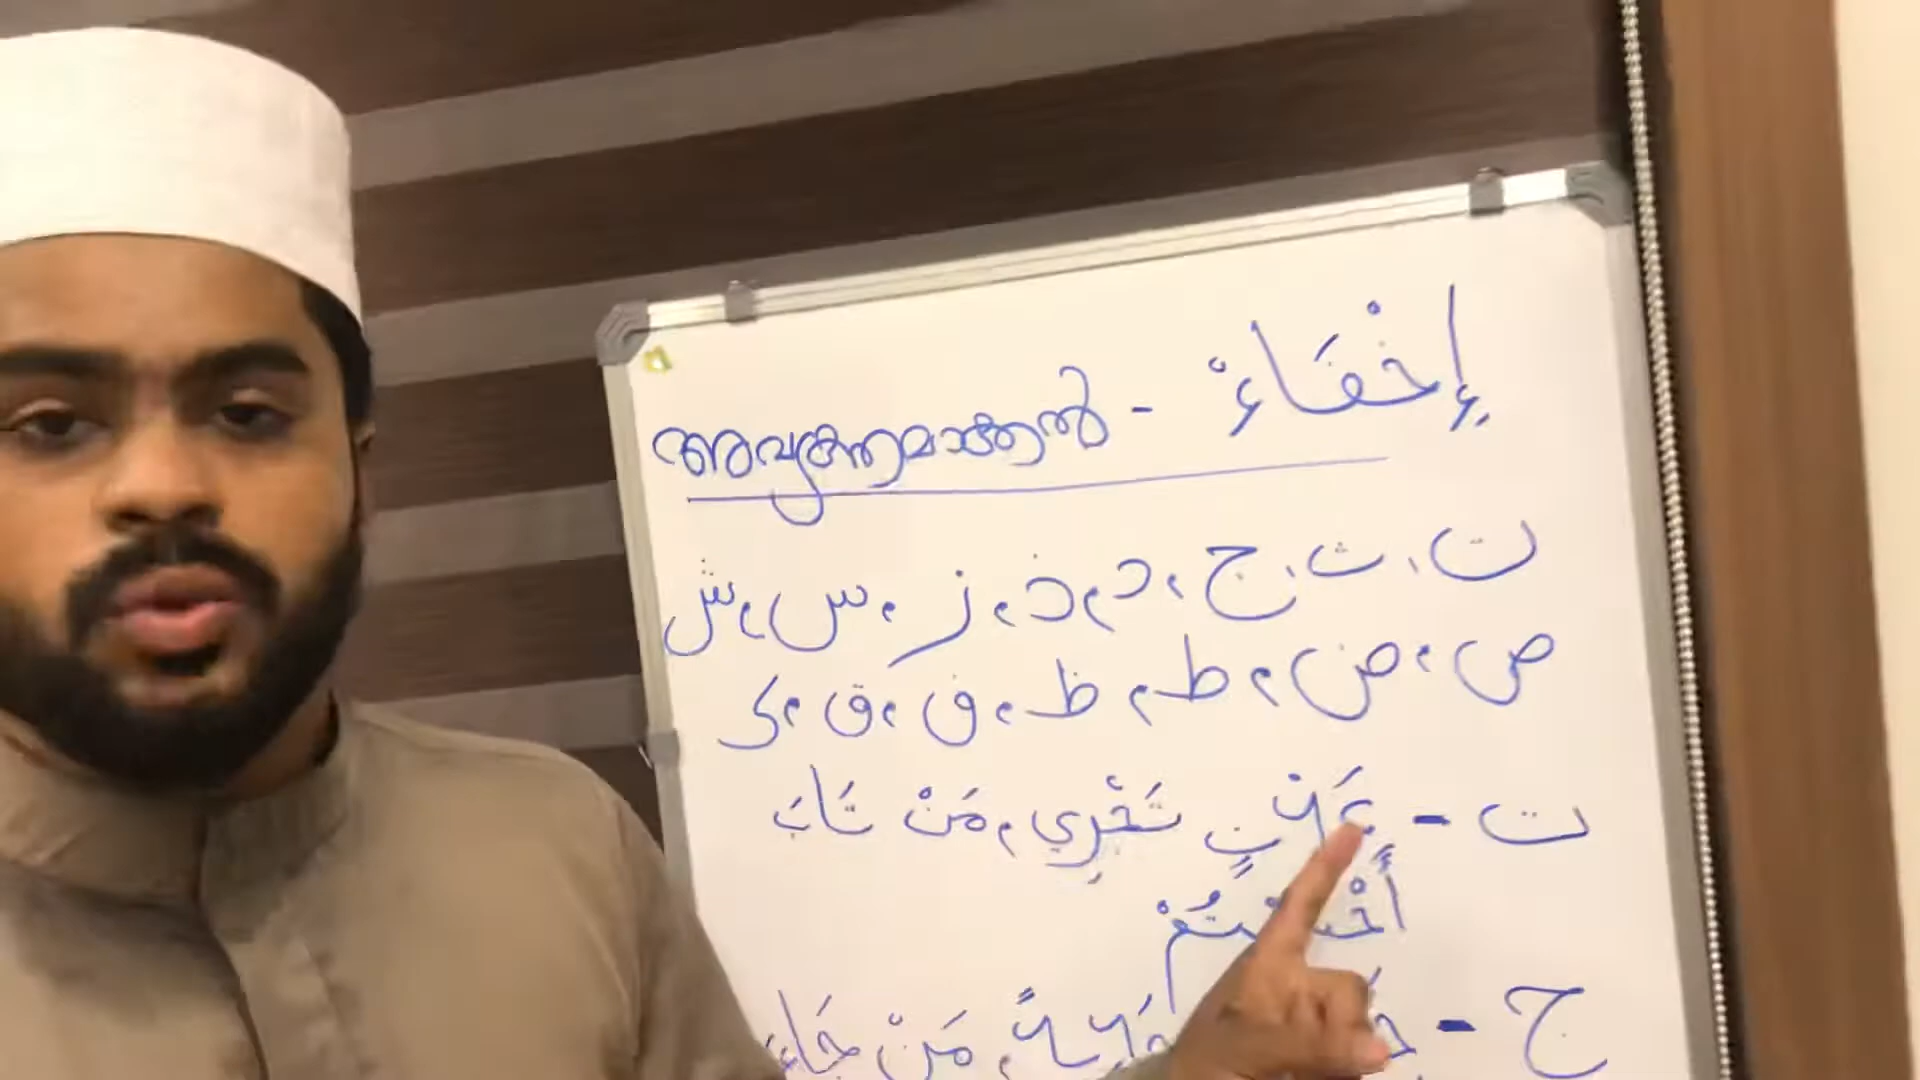 إِخْفَاءْ - അവ്യക്തമാക്കൽ
ت، ث، ج، د، ذ، ز، س، ش
ص، ض، ط، ظ، ف، ق، ك
ت - تَجْرِي، مَنْ تَابَ
ج - مَنْ جَاءَ